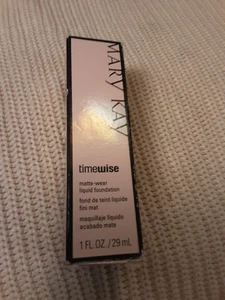 MARY KAY
timewise
matte-wear
liquid foundation
fond de teint liquide
fini mat
maquillaje líquido
acabado mate
1 FL. OZ. / 29 mL